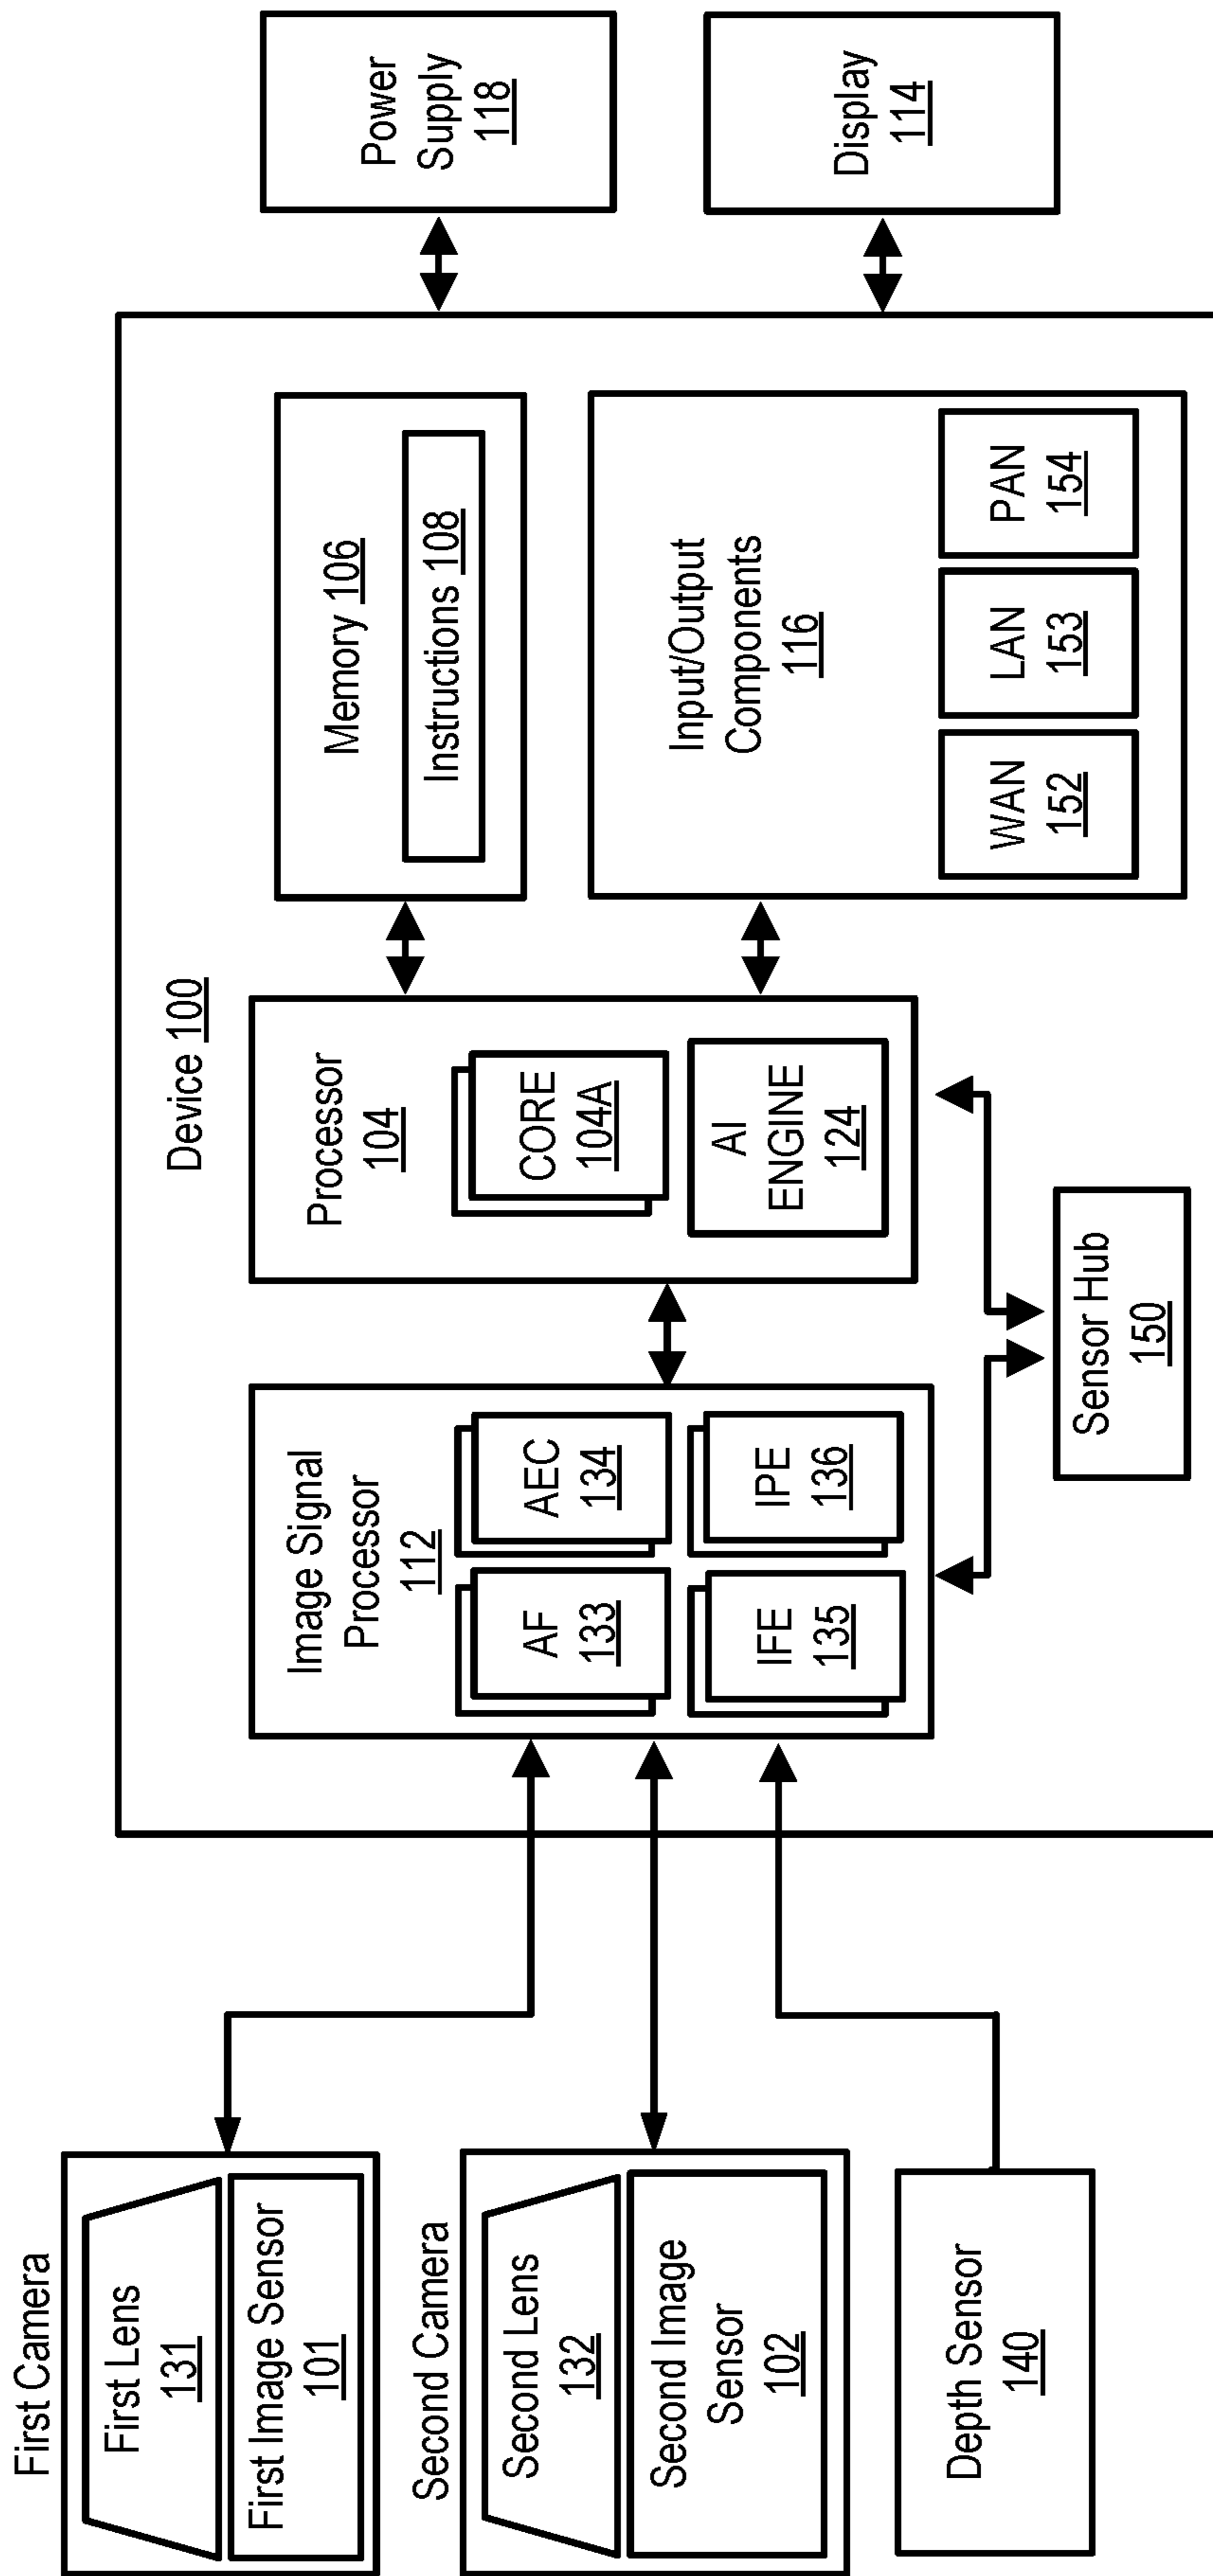 First Camera
First Lens
131
First Image Sensor
101
Second Camera
Second Lens
132
Second Image
Sensor
102
Depth Sensor
140
Device 100
Image Signal
Processor
112
AF
133
AEC
134
IFE
135
IPE
136
Processor
104
CORE
104A
AI
ENGINE
124
Sensor Hub
150
Memory 106
Instructions 108
Input/Output
Components
116
WAN
152
LAN
153
PAN
154
Power
Supply
118
Display
114